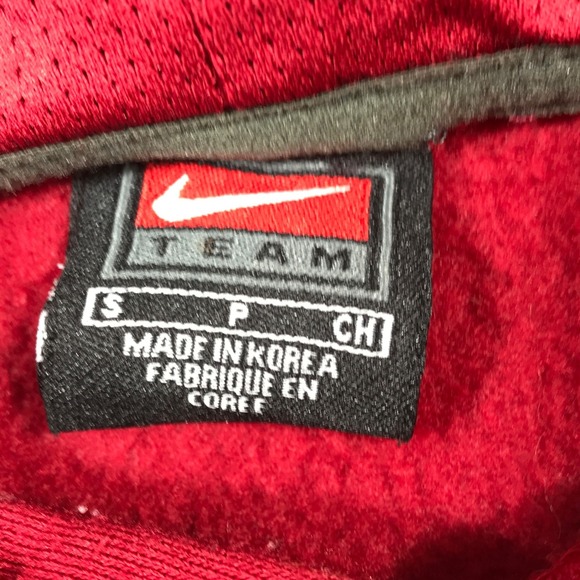 TEAM
S P CH
MADE IN KOREA
FABRIQUE EN
COREE